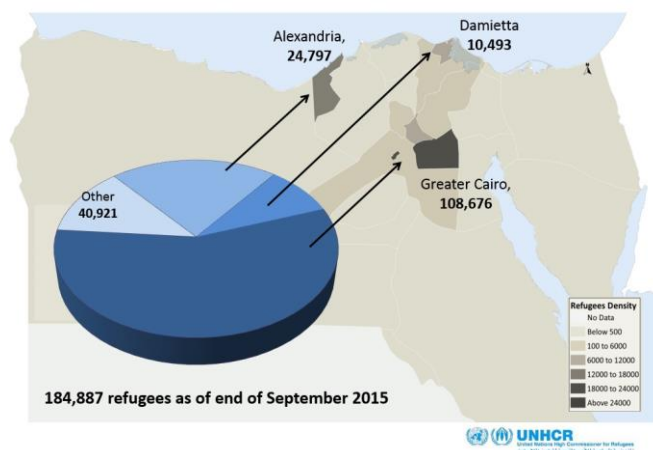 Alexandria,
24,797
Damietta
10,493
Other
40,921
Greater Cairo,
108,676
Refugees Density
No Data
Below 500
100 to 6000
6000 to 12000
12000 to 18000
18000 to 24000
Above 24000
184,887 refugees as of end of September 2015
UNHCR
United Nations High Commissioner for Refugees